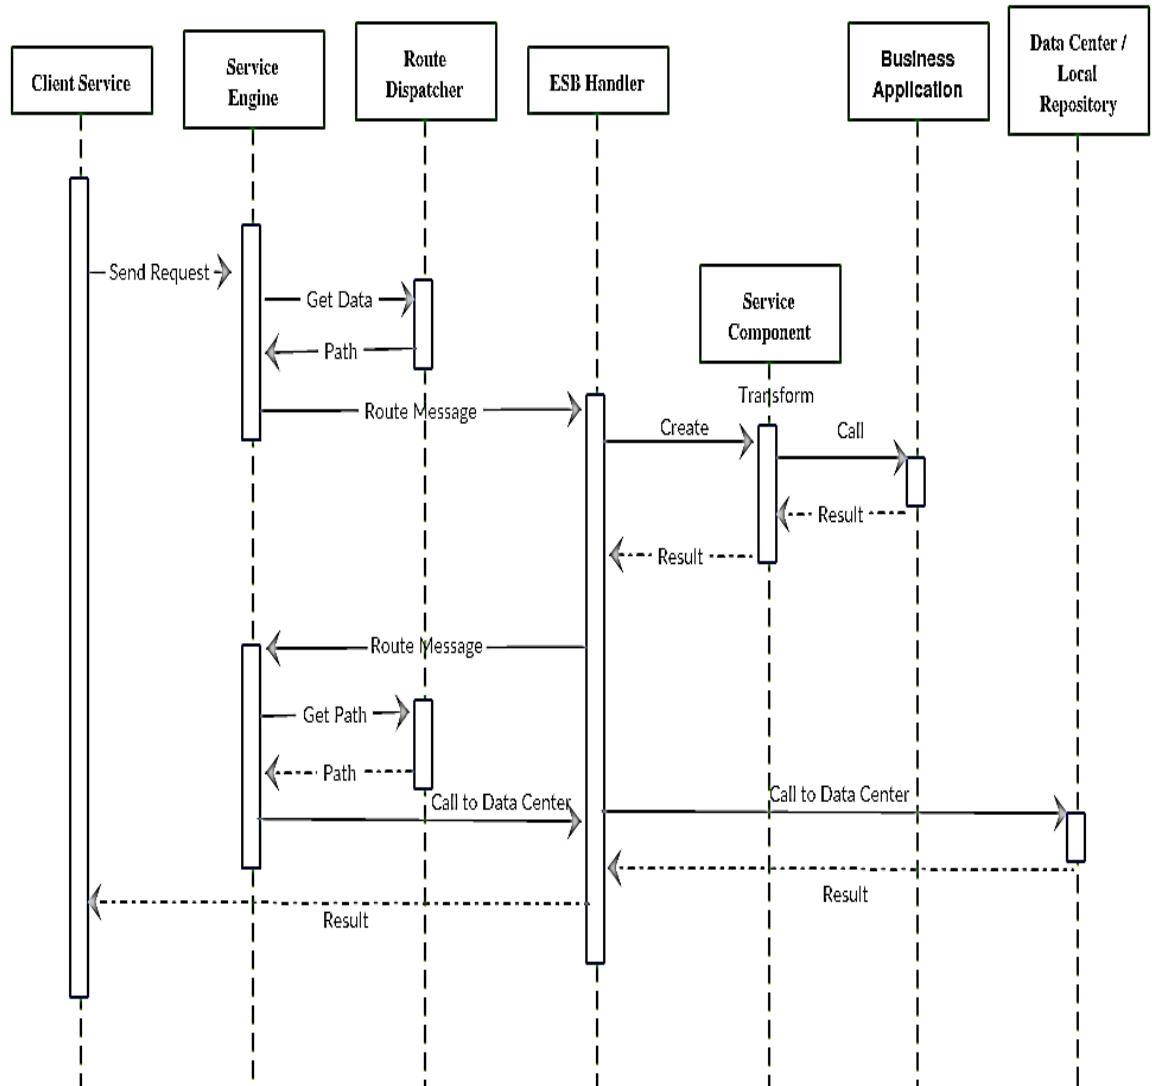 Client Service
Service
Engine
Route
Dispatcher
ESB Handler
Business
Application
Data Center /
Local
Repository
Send Request
Get Data
Service
Component
Path
Transform
Route Message
Create
Call
Result
Result
Route Message
Get Path
Path
Call to Data Center
Call to Data Center
Result
Result